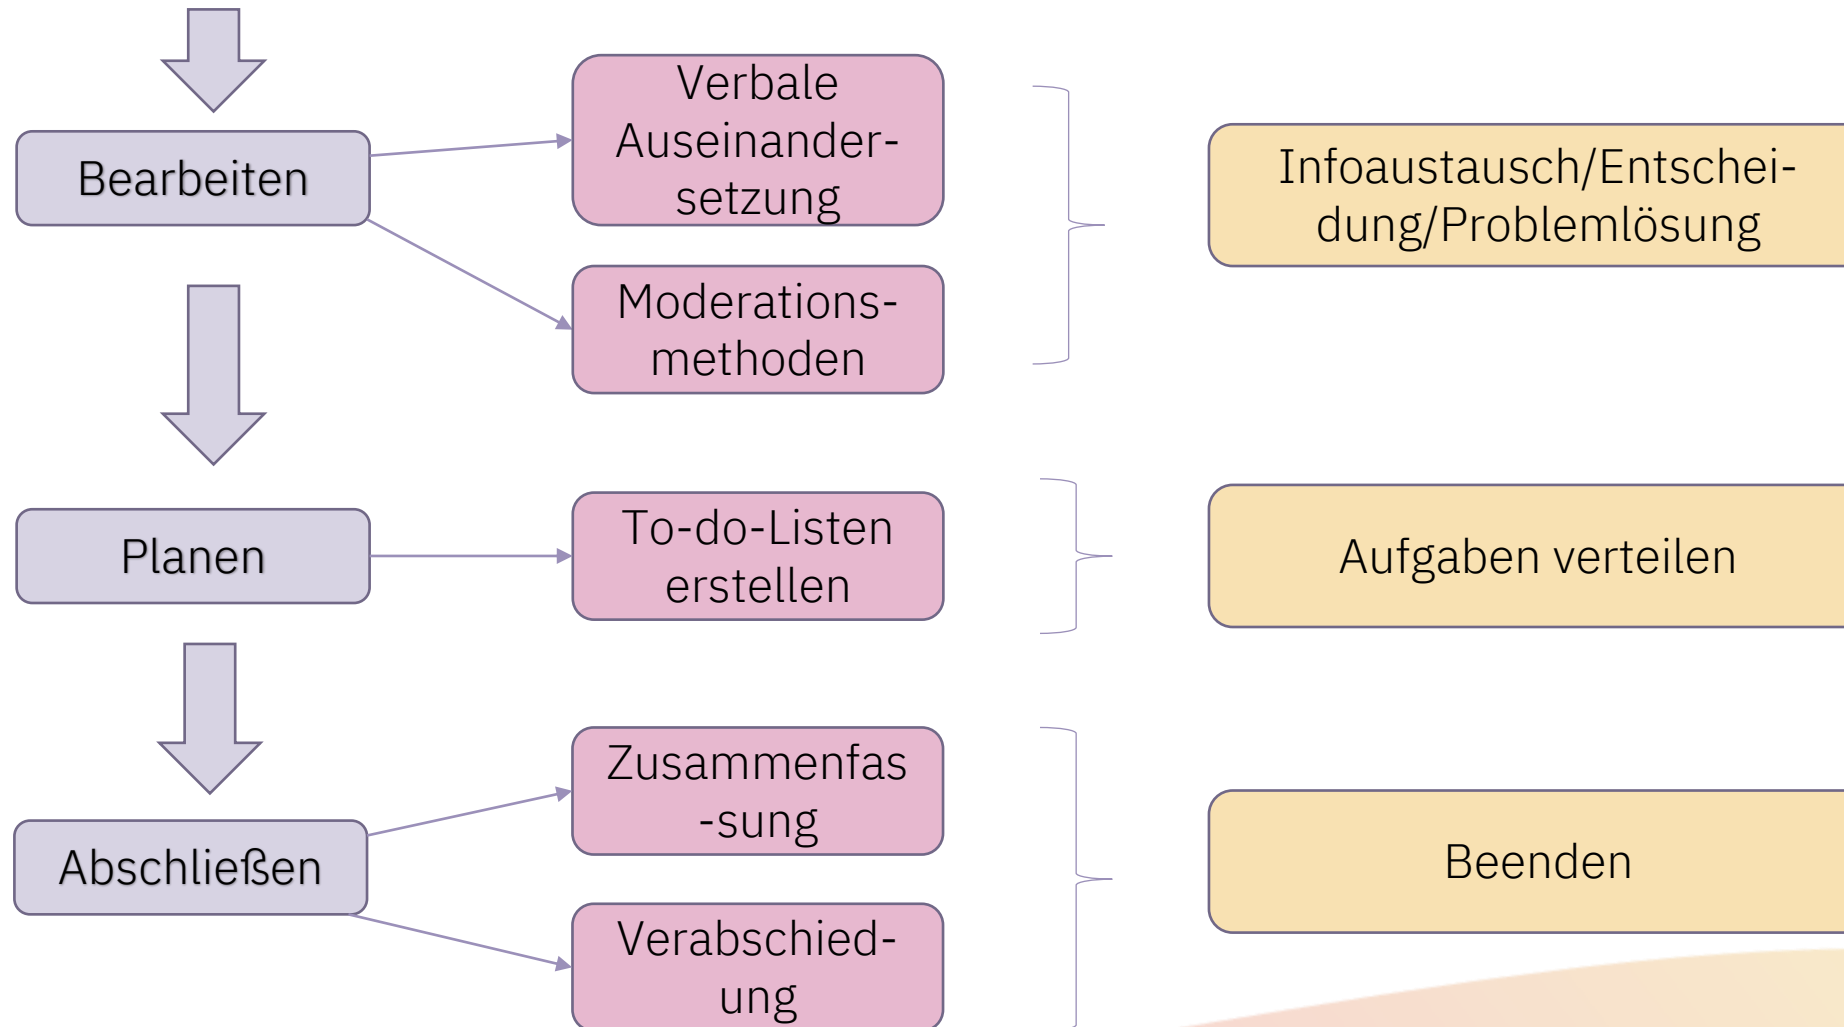 Bearbeiten
Verbale
Auseinander-
setzung
Moderations-
methoden
Infoaustausch/Entschei-
dung/Problemlösung
Planen
To-do-Listen
erstellen
Aufgaben verteilen
Abschließen
Zusammenfas
-sung
Verabschied-
ung
Beenden